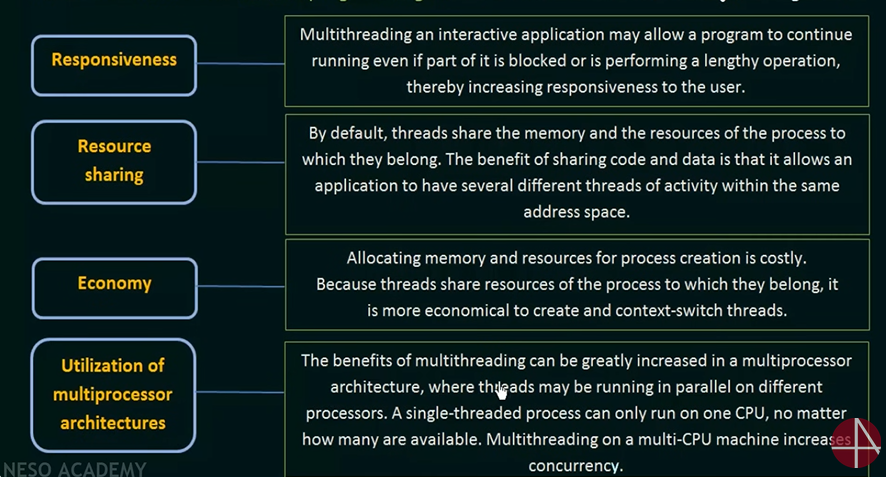 Responsiveness
Multithreading an interactive application may allow a program to continue
running even if part of it is blocked or is performing a lengthy operation,
thereby increasing responsiveness to the user.
Resource
sharing
By default, threads share the memory and the resources of the process to
which they belong. The benefit of sharing code and data is that it allows an
application to have several different threads of activity within the same
address space.
Economy
Allocating memory and resources for process creation is costly.
Because threads share resources of the process to which they belong, it
is more economical to create and context-switch threads.
Utilization of
multiprocessor
architectures
The benefits of multithreading can be greatly increased in a multiprocessor
architecture, where threads may be running in parallel on different
processors. A single-threaded process can only run on one CPU, no matter
how many are available. Multithreading on a multi-CPU machine increases
concurrency.
NESO ACADEMY